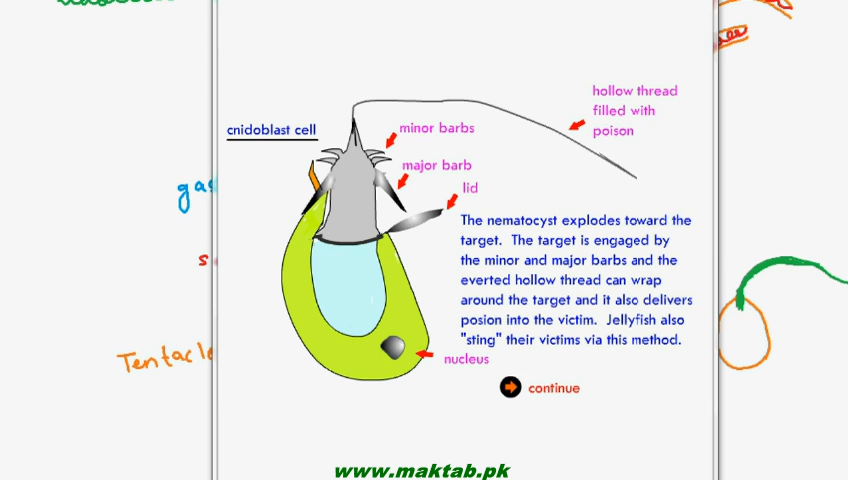 hollow thread
filled with
poison
cnidoblast cell
minor barbs
major barb
lid
The nematocyst explodes toward the
target. The target is engaged by
the minor and major barbs and the
everted hollow thread can wrap
around the target and it also delivers
posion into the victim. Jellyfish also
"sting" their victims via this method.
Tentacle
nucleus
continue
www.maktab.pk